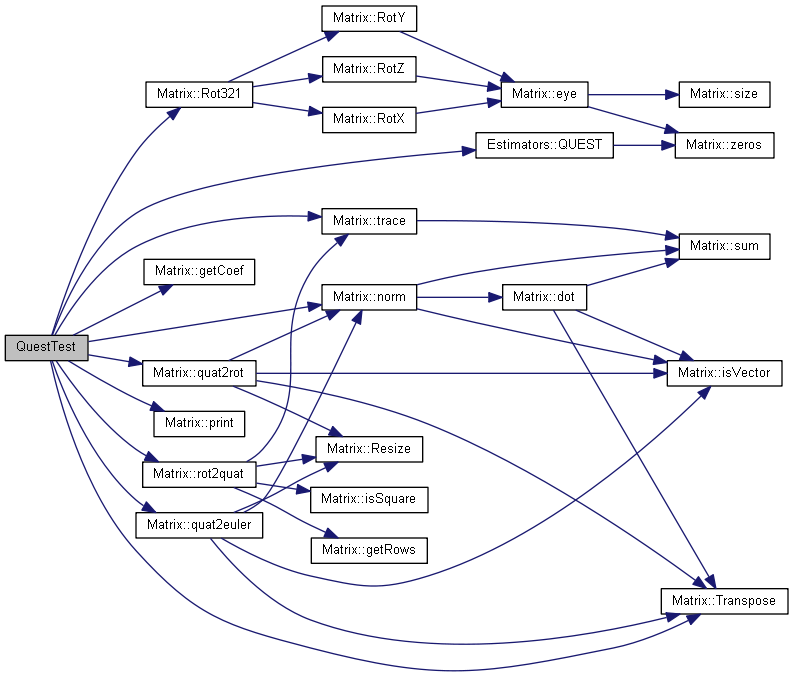 Matrix::RotY
Matrix::RotZ
Matrix::Rot321
Matrix::eye
Matrix::size
Matrix::RotX
Estimators::QUEST
Matrix::zeros
Matrix::trace
Matrix::sum
Matrix::getCoef
Matrix::norm
Matrix::dot
QuestTest
Matrix::quat2rot
Matrix::isVector
Matrix::print
Matrix::Resize
Matrix::rot2quat
Matrix::isSquare
Matrix::quat2euler
Matrix::getRows
Matrix::Transpose